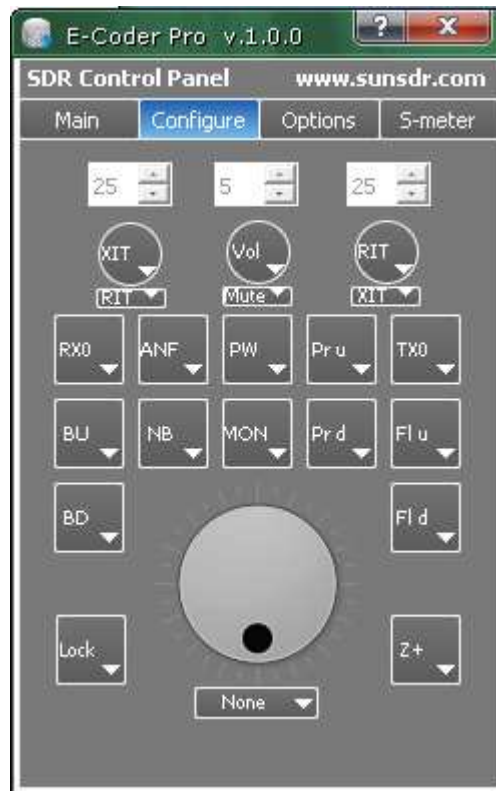 E-Coder Pro v.1.0.0 ? X
SDR Control Panel www.sunsdr.com
Main Configure Options S-meter
25 5 25
XIT Vol RIT
RIT Mute XIT
RX0 ANF PW Pr u TX0
BU NB MON Pr d Fl u
BD Fl d
Lock Z+
None